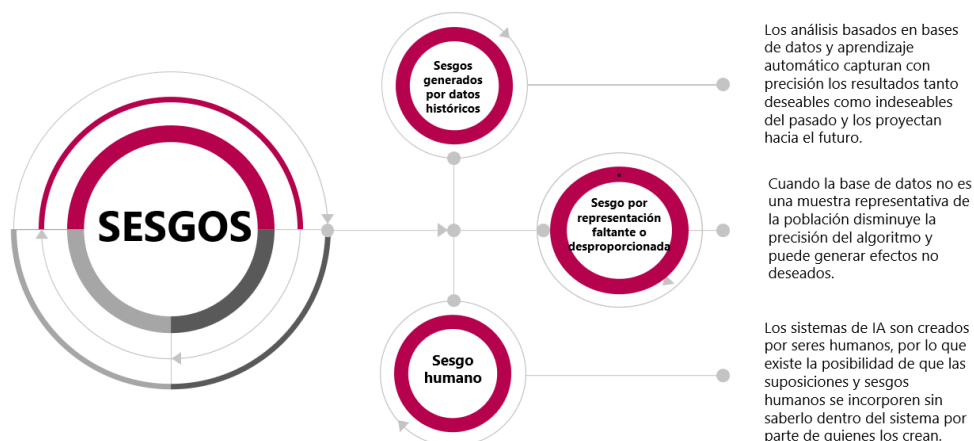 SESGOS
Sesgos
generados
por datos
históricos
Los análisis basados en bases
de datos y aprendizaje
automático capturan con
precisión los resultados tanto
deseables como indeseables
del pasado y los proyectan
hacia el futuro.
Sesgo por
representación
faltante o
desproporcionada
Cuando la base de datos no es
una muestra representativa de
la población disminuye la
precisión del algoritmo y
puede generar efectos no
deseados.
Sesgo
humano
Los sistemas de IA son creados
por seres humanos, por lo que
existe la posibilidad de que las
suposiciones y sesgos
humanos se incorporen sin
saberlo dentro del sistema por
parte de quienes los crean.